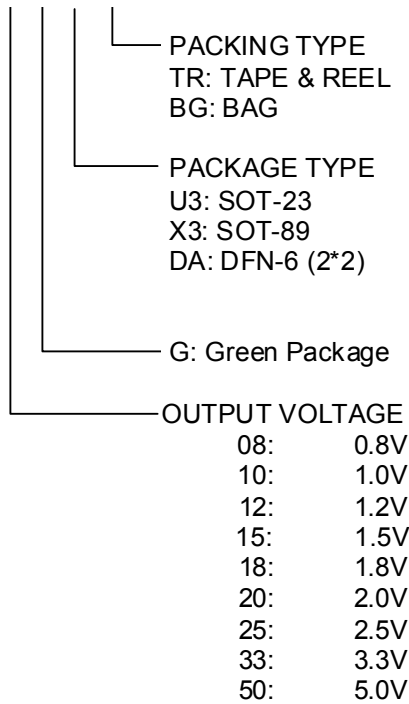 PACKING TYPE
TR: TAPE & REEL
BG: BAG
PACKAGE TYPE
U3: SOT-23
X3: SOT-89
DA: DFN-6 (2*2)
G: Green Package
OUTPUT VOLTAGE
08: 0.8V
10: 1.0V
12: 1.2V
15: 1.5V
18: 1.8V
20: 2.0V
25: 2.5V
33: 3.3V
50: 5.0V